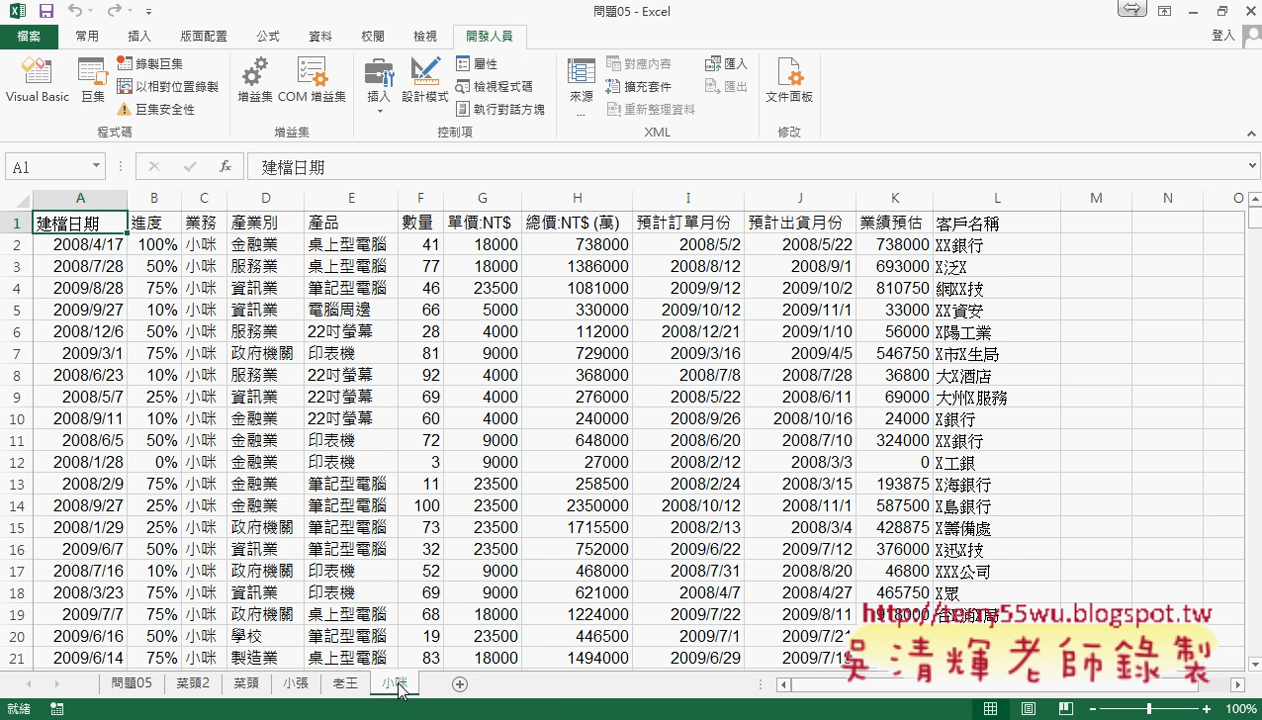 問題05 - Excel
檔案 常用 插入 版面配置 公式 資料 校閱 檢視 開發人員 登入
Visual Basic 巨集 錄製巨集 以相對位置錄製 巨集安全性 程式碼
增益集 COM 增益集 增益集
插入 設計模式 屬性 檢視程式碼 執行對話方塊 控制項
來源 ... 對應內容 擴充套件 重新整理資料 匯入 匯出 XML
文件面板 修改
A1 fx 建檔日期
A B C D E F G H I J K L M N O
1 建檔日期 進度 業務 產業別 產品 數量 單價:NT$ 總價:NT$ (萬) 預計訂單月份 預計出貨月份 業績預估 客戶名稱
2 2008/4/17 100% 小咪 金融業 桌上型電腦 41 18000 738000 2008/5/2 2008/5/22 738000 XX銀行
3 2008/7/28 50% 小咪 服務業 桌上型電腦 77 18000 1386000 2008/8/12 2008/9/1 693000 X泛X
4 2009/8/28 75% 小咪 資訊業 筆記型電腦 46 23500 1081000 2009/9/12 2009/10/2 810750 網XX技
5 2009/9/27 10% 小咪 資訊業 電腦周邊 66 5000 330000 2009/10/12 2009/11/1 33000 XX資安
6 2008/12/6 50% 小咪 服務業 22吋螢幕 28 4000 112000 2008/12/21 2009/1/10 56000 X陽工業
7 2009/3/1 75% 小咪 政府機關 印表機 81 9000 729000 2009/3/16 2009/4/5 546750 X市X生局
8 2008/6/23 10% 小咪 服務業 22吋螢幕 92 4000 368000 2008/7/8 2008/7/28 36800 大X酒店
9 2008/5/7 25% 小咪 資訊業 22吋螢幕 69 4000 276000 2008/5/22 2008/6/11 69000 大州X服務
10 2008/9/11 10% 小咪 金融業 22吋螢幕 60 4000 240000 2008/9/26 2008/10/16 24000 X銀行
11 2008/6/5 50% 小咪 金融業 印表機 72 9000 648000 2008/6/20 2008/7/10 324000 XX銀行
12 2008/1/28 0% 小咪 金融業 印表機 3 9000 27000 2008/2/12 2008/3/3 0 X工銀
13 2008/2/9 75% 小咪 金融業 筆記型電腦 11 23500 258500 2008/2/24 2008/3/15 193875 X海銀行
14 2008/9/27 25% 小咪 金融業 筆記型電腦 100 23500 2350000 2008/10/12 2008/11/1 587500 X島銀行
15 2008/1/29 25% 小咪 政府機關 筆記型電腦 73 23500 1715500 2008/2/13 2008/3/4 428875 X籌備處
16 2009/6/7 50% 小咪 資訊業 筆記型電腦 32 23500 752000 2009/6/22 2009/7/12 376000 X迅X技
17 2008/7/16 10% 小咪 政府機關 印表機 52 9000 468000 2008/7/31 2008/8/20 46800 XXX公司
18 2008/3/23 75% 小咪 資訊業 印表機 69 9000 621000 2008/4/7 2008/4/27 465750 X眾
19 2009/7/7 75% 小咪 政府機關 桌上型電腦 68 18000 1224000 2009/7/22 2009/8/11 918000
http://terry55wu.blogspot.tw
20 2009/6/16 50% 小咪 學校 筆記型電腦 19 23500 446500 2009/7/1
21 2009/6/14 75% 小咪 製造業 桌上型電腦 83 18000 1494000 2009/6/29
吳清輝老師錄製
問題05 菜頭2 菜頭 小張 老王 小咪
就緒 100%